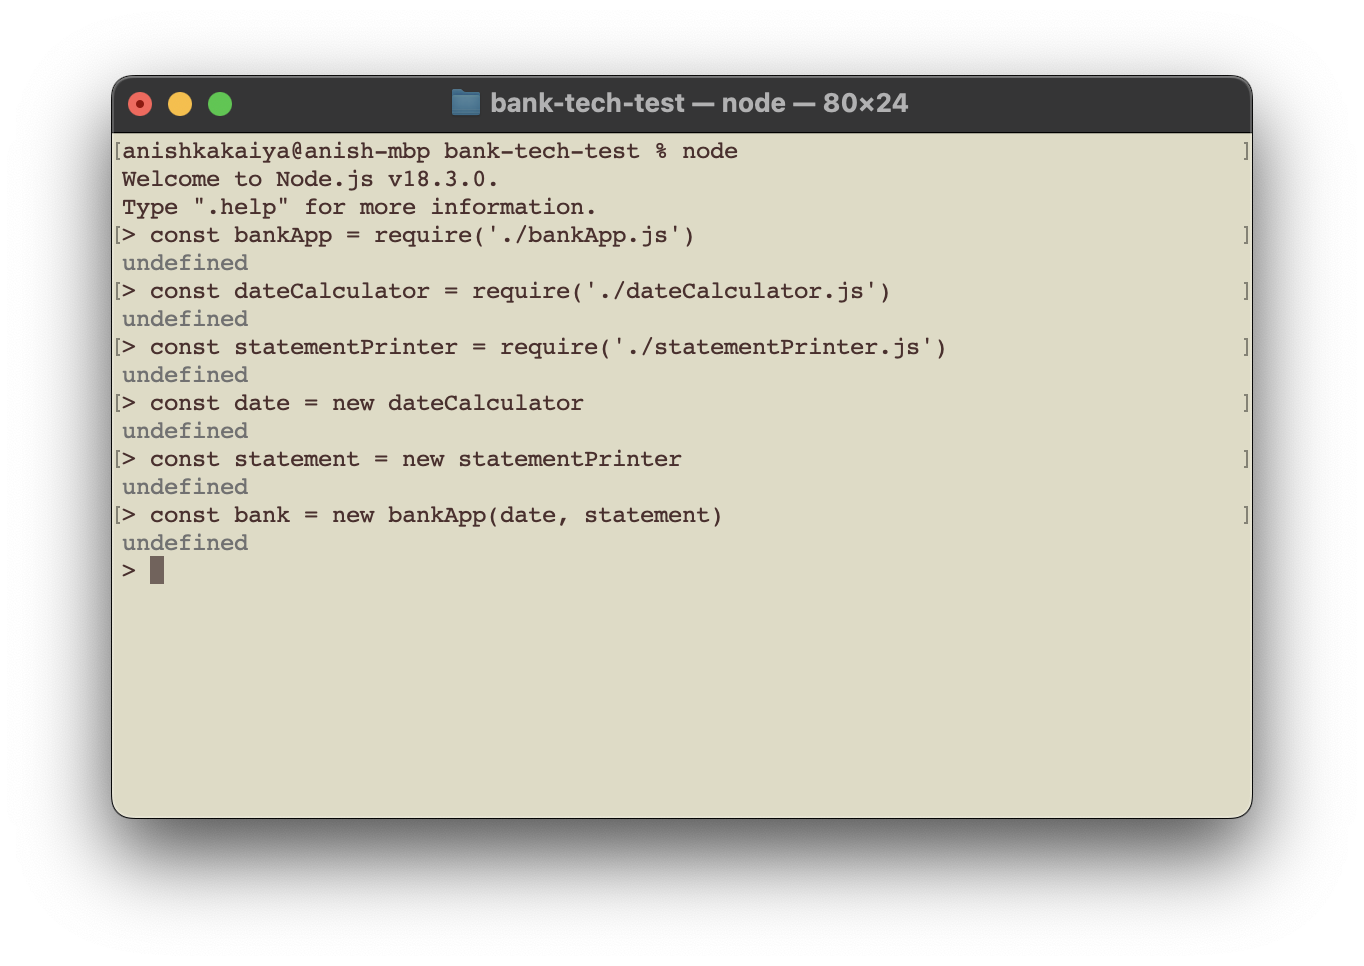 bank-tech-test — node — 80×24
[anishkakaiya@anish-mbp bank-tech-test % node ]
Welcome to Node.js v18.3.0.
Type ".help" for more information.
[> const bankApp = require('./bankApp.js') ]
undefined
[> const dateCalculator = require('./dateCalculator.js') ]
undefined
[> const statementPrinter = require('./statementPrinter.js') ]
undefined
[> const date = new dateCalculator ]
undefined
[> const statement = new statementPrinter ]
undefined
[> const bank = new bankApp(date, statement) ]
undefined
>